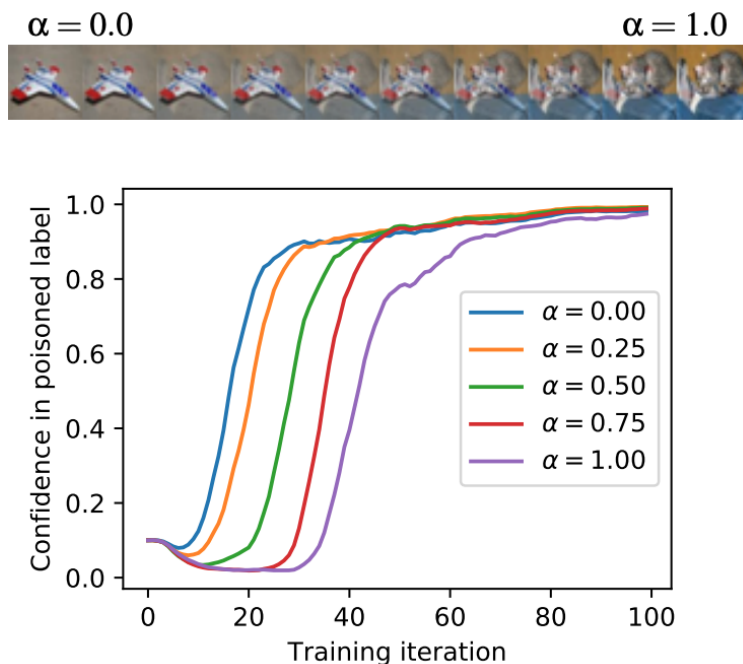 α = 0.0
α = 1.0
Confidence in poisoned label
1.0
0.8
0.6
0.4
0.2
0.0
α = 0.00
α = 0.25
α = 0.50
α = 0.75
α = 1.00
0 20 40 60 80 100
Training iteration